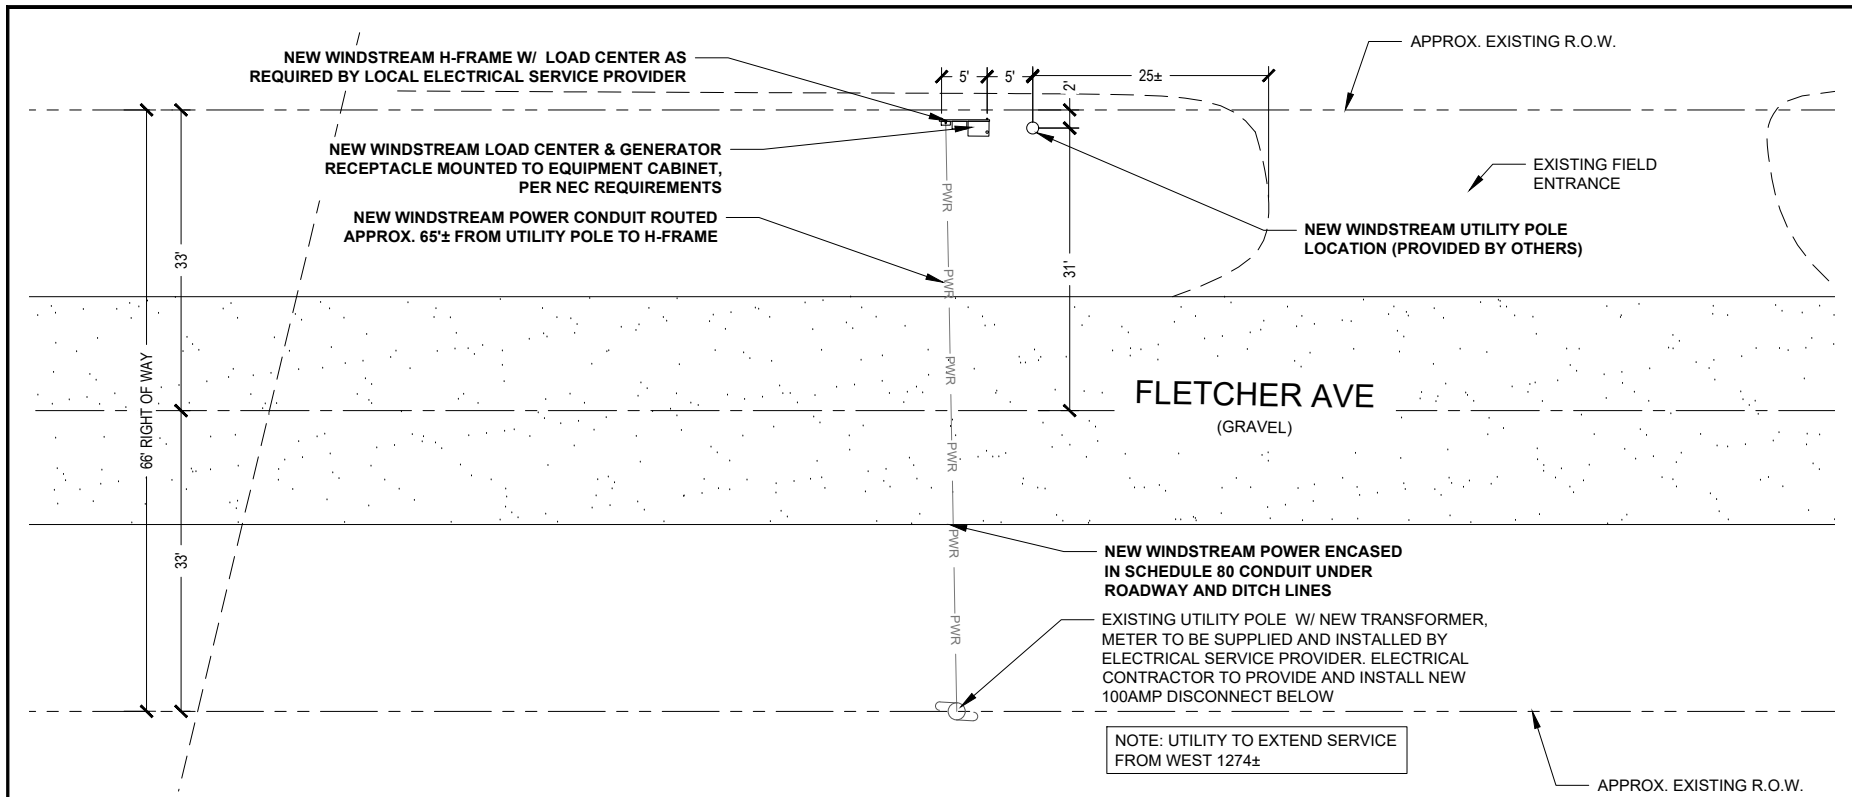 NEW WINDSTREAM H-FRAME W/ LOAD CENTER AS
REQUIRED BY LOCAL ELECTRICAL SERVICE PROVIDER
5'
5'
25±
2'
APPROX. EXISTING R.O.W.
NEW WINDSTREAM LOAD CENTER & GENERATOR
RECEPTACLE MOUNTED TO EQUIPMENT CABINET,
PER NEC REQUIREMENTS
EXISTING FIELD
ENTRANCE
NEW WINDSTREAM POWER CONDUIT ROUTED
APPROX. 65'± FROM UTILITY POLE TO H-FRAME
NEW WINDSTREAM UTILITY POLE
LOCATION (PROVIDED BY OTHERS)
33'
31'
PWR
PWR
PWR
PWR
PWR
PWR
66' RIGHT OF WAY
FLETCHER AVE
(GRAVEL)
33'
NEW WINDSTREAM POWER ENCASED
IN SCHEDULE 80 CONDUIT UNDER
ROADWAY AND DITCH LINES
EXISTING UTILITY POLE W/ NEW TRANSFORMER,
METER TO BE SUPPLIED AND INSTALLED BY
ELECTRICAL SERVICE PROVIDER. ELECTRICAL
CONTRACTOR TO PROVIDE AND INSTALL NEW
100AMP DISCONNECT BELOW
NOTE: UTILITY TO EXTEND SERVICE
FROM WEST 1274±
APPROX. EXISTING R.O.W.